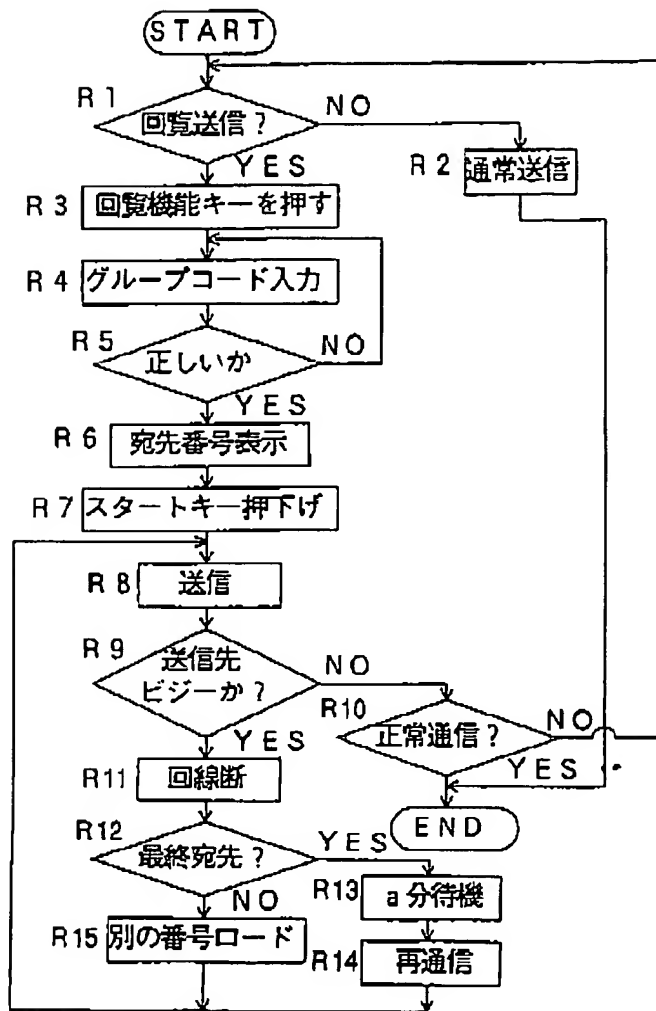 START
R1
回覧送信?
NO
YES
R2
通常送信
R3
回覧機能キーを押す
R4
グループコード入力
R5
正しいか
NO
YES
R6
宛先番号表示
R7
スタートキー押下げ
R8
送信
R9
送信先
ビジーか?
NO
YES
R10
正常通信?
NO
YES
R11
回線断
END
R12
最終宛先?
YES
NO
R13
a分待機
R15
別の番号ロード
R14
再通信